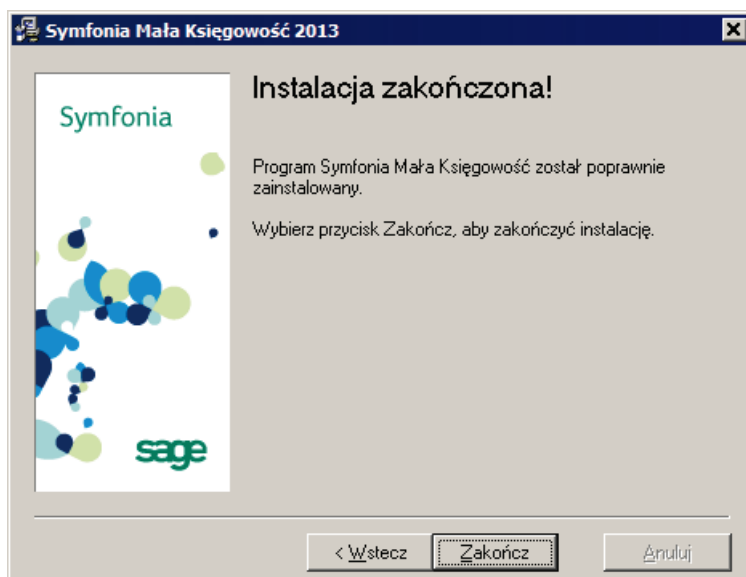 Symfonia Mała Księgowość 2013
Symfonia
sage
Instalacja zakończona!
Program Symfonia Mała Księgowość został poprawnie
zainstalowany.
Wybierz przycisk Zakończ, aby zakończyć instalację.
< Wstecz
Zakończ
Anuluj